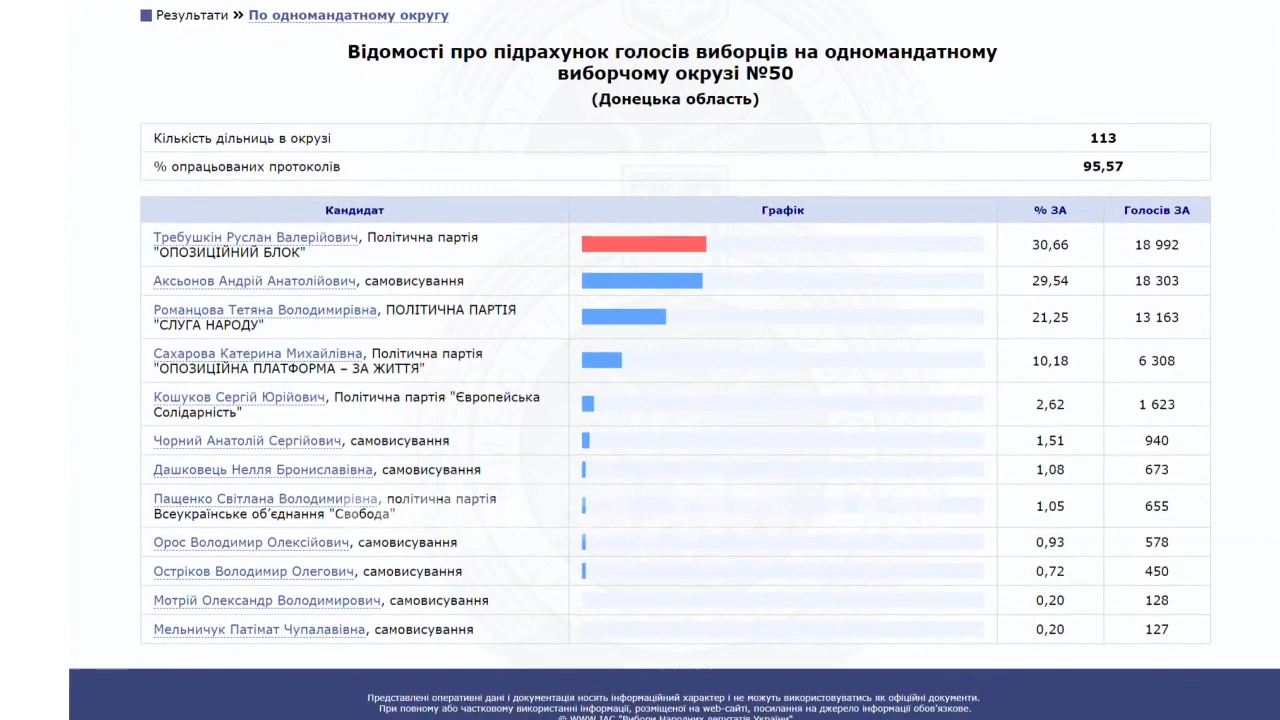 Результати » По одномандатному округу
Відомості про підрахунок голосів виборців на одномандатному
виборчому окрузі №50
(Донецька область)
Кількість дільниць в окрузі 113
% опрацьованих протоколів 95,57
Кандидат Графік % ЗА Голосів ЗА
Требушкін Руслан Валерійович, Політична партія
"ОПОЗИЦІЙНИЙ БЛОК" 30,66 18 992
Аксьонов Андрій Анатолійович, самовисування 29,54 18 303
Романцова Тетяна Володимирівна, ПОЛІТИЧНА ПАРТІЯ
"СЛУГА НАРОДУ" 21,25 13 163
Сахарова Катерина Михайлівна, Політична партія
"ОПОЗИЦІЙНА ПЛАТФОРМА – ЗА ЖИТТЯ" 10,18 6 308
Кошуков Сергій Юрійович, Політична партія "Європейська
Солідарність" 2,62 1 623
Чорний Анатолій Сергійович, самовисування 1,51 940
Дашковець Нелля Брониславівна, самовисування 1,08 673
Пащенко Світлана Володимирівна, політична партія
Всеукраїнське об’єднання "Свобода" 1,05 655
Орос Володимир Олексійович, самовисування 0,93 578
Остріков Володимир Олегович, самовисування 0,72 450
Мотрій Олександр Володимирович, самовисування 0,20 128
Мельничук Патімат Чупалавівна, самовисування 0,20 127
Представлені оперативні дані і документація носять інформаційний характер і не можуть використовуватись як офіційні документи.
При повному або частковому використанні інформації, розміщеної на web-сайті, посилання на джерело інформації обов’язкове.
© WWW ІАС "Вибори Народних депутатів України"